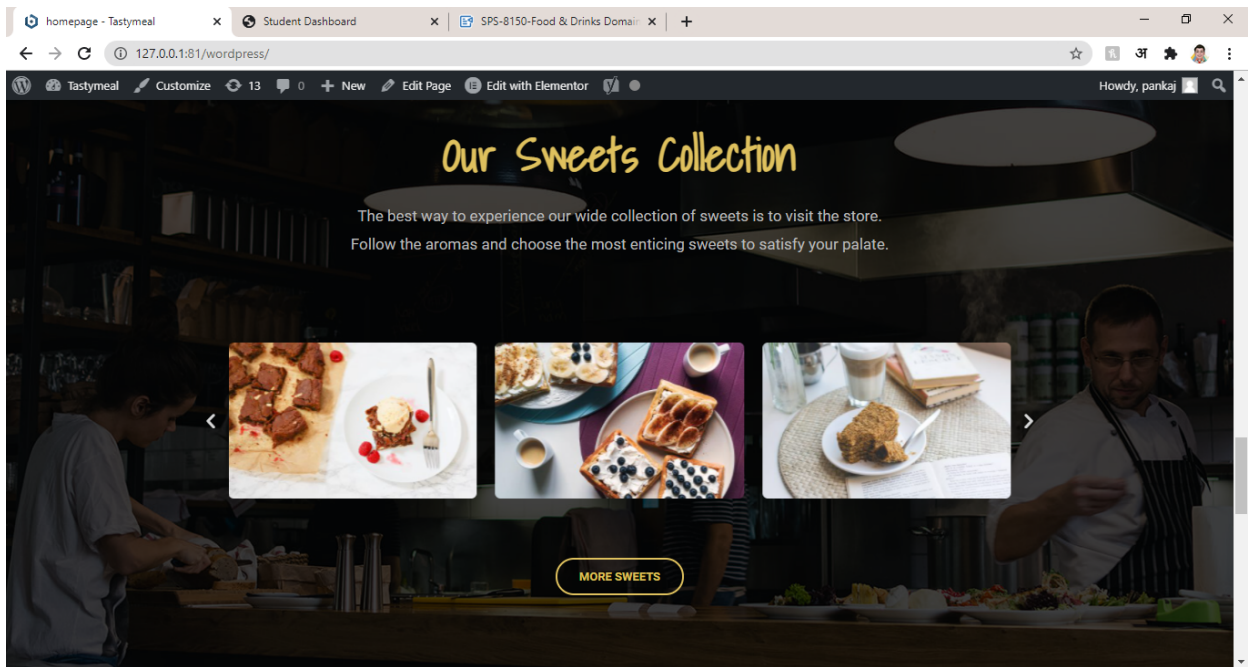 homepage - Tastymeal
Student Dashboard
SPS-8150-Food & Drinks Domain
127.0.0.1:81/wordpress/
अ
Tastymeal Customize 13 0 New Edit Page Edit with Elementor
Howdy, pankaj
Our Sweets Collection
The best way to experience our wide collection of sweets is to visit the store.
Follow the aromas and choose the most enticing sweets to satisfy your palate.
MORE SWEETS